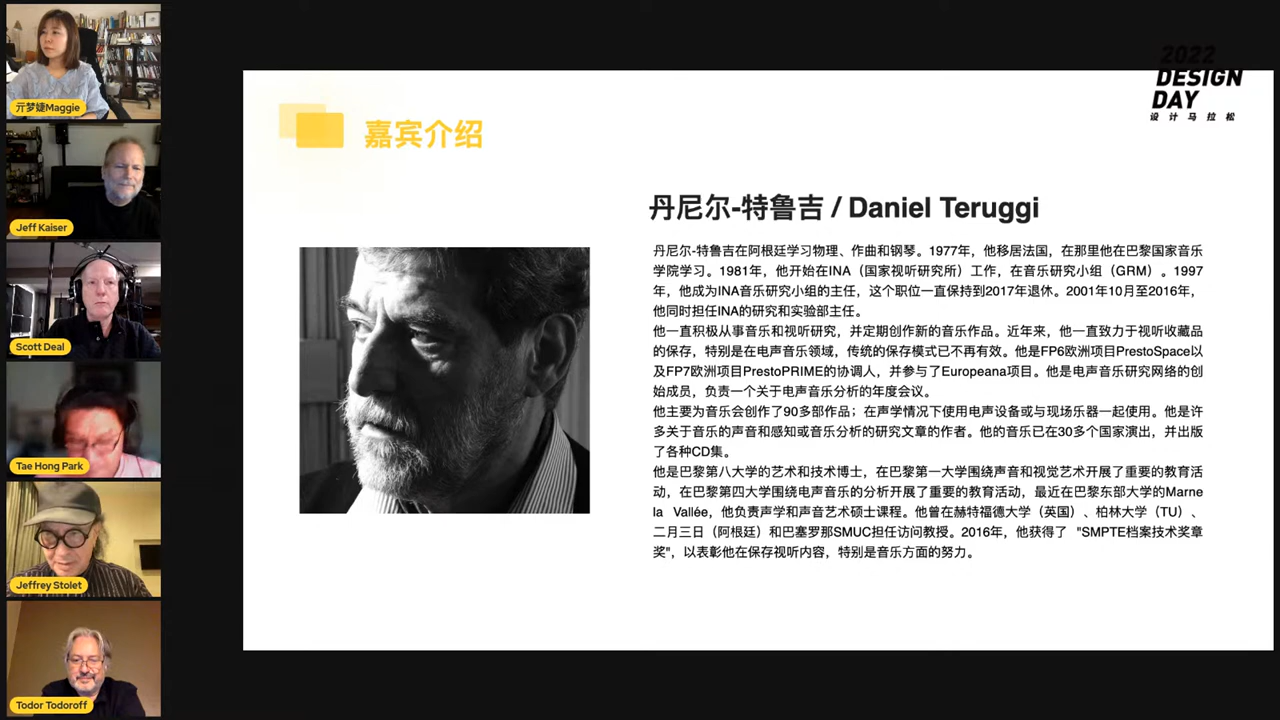 亓梦婕Maggie
Jeff Kaiser
Scott Deal
Tae Hong Park
Jeffrey Stolet
Todor Todoroff
2022
DESIGN
DAY
设计马拉松
嘉宾介绍
丹尼尔-特鲁吉 / Daniel Teruggi
丹尼尔-特鲁吉在阿根廷学习物理、作曲和钢琴。1977年，他移居法国，在那里他在巴黎国家音乐
学院学习。1981年，他开始在INA（国家视听研究所）工作，在音乐研究小组（GRM）。1997
年，他成为INA音乐研究小组的主任，这个职位一直保持到2017年退休。2001年10月至2016年，
他同时担任INA的研究和实验部主任。
他一直积极从事音乐和视听研究，并定期创作新的音乐作品。近年来，他一直致力于视听收藏品
的保存，特别是在电声音乐领域，传统的保存模式已不再有效。他是FP6欧洲项目PrestoSpace以
及FP7欧洲项目PrestoPRIME的协调人，并参与了Europeana项目。他是电声音乐研究网络的创
始成员，负责一个关于电声音乐分析的年度会议。
他主要为音乐会创作了90多部作品；在声学情况下使用电声设备或与现场乐器一起使用。他是许
多关于音乐的声音和感知或音乐分析的研究文章的作者。他的音乐已在30多个国家演出，并出版
了各种CD集。
他是巴黎第八大学的艺术和技术博士，在巴黎第一大学围绕声音和视觉艺术开展了重要的教育活
动，在巴黎第四大学围绕电声音乐的分析开展了重要的教育活动，最近在巴黎东部大学的Marne
la Vallée，他负责声学和声音艺术硕士课程。他曾在赫特福德大学（英国）、柏林大学（TU）、
二月三日（阿根廷）和巴塞罗那SMUC担任访问教授。2016年，他获得了 "SMPTE档案技术奖章
奖"，以表彰他在保存视听内容，特别是音乐方面的努力。